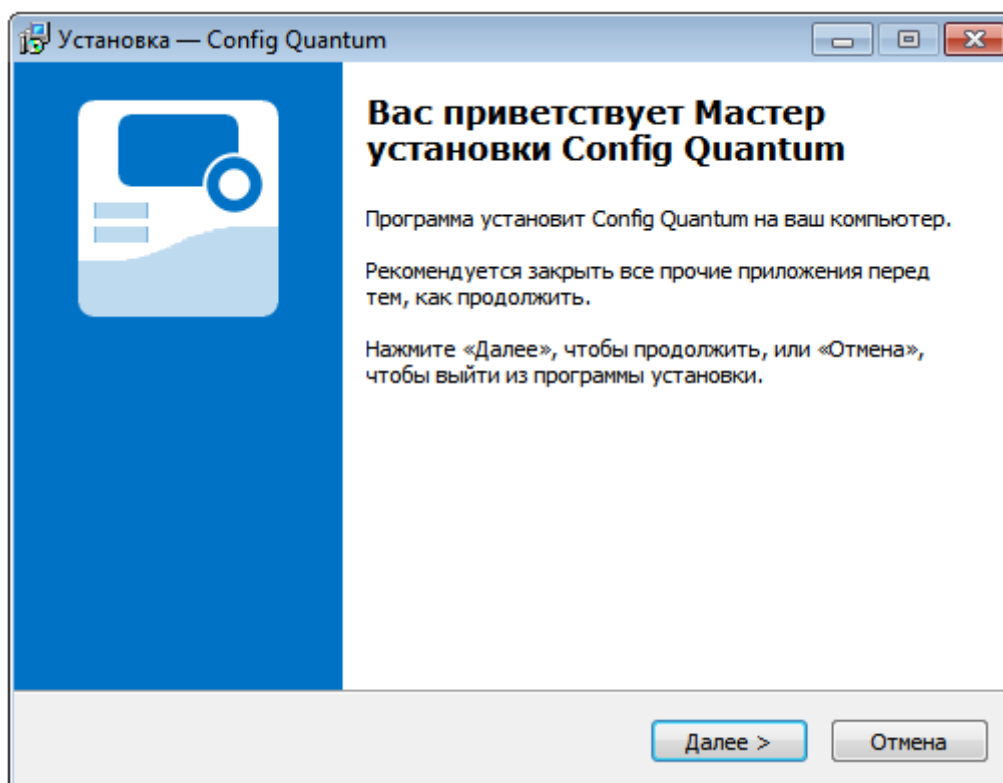 Установка — Config Quantum
Вас приветствует Мастер
установки Config Quantum
Программа установит Config Quantum на ваш компьютер.
Рекомендуется закрыть все прочие приложения перед
тем, как продолжить.
Нажмите «Далее», чтобы продолжить, или «Отмена»,
чтобы выйти из программы установки.
Далее >
Отмена